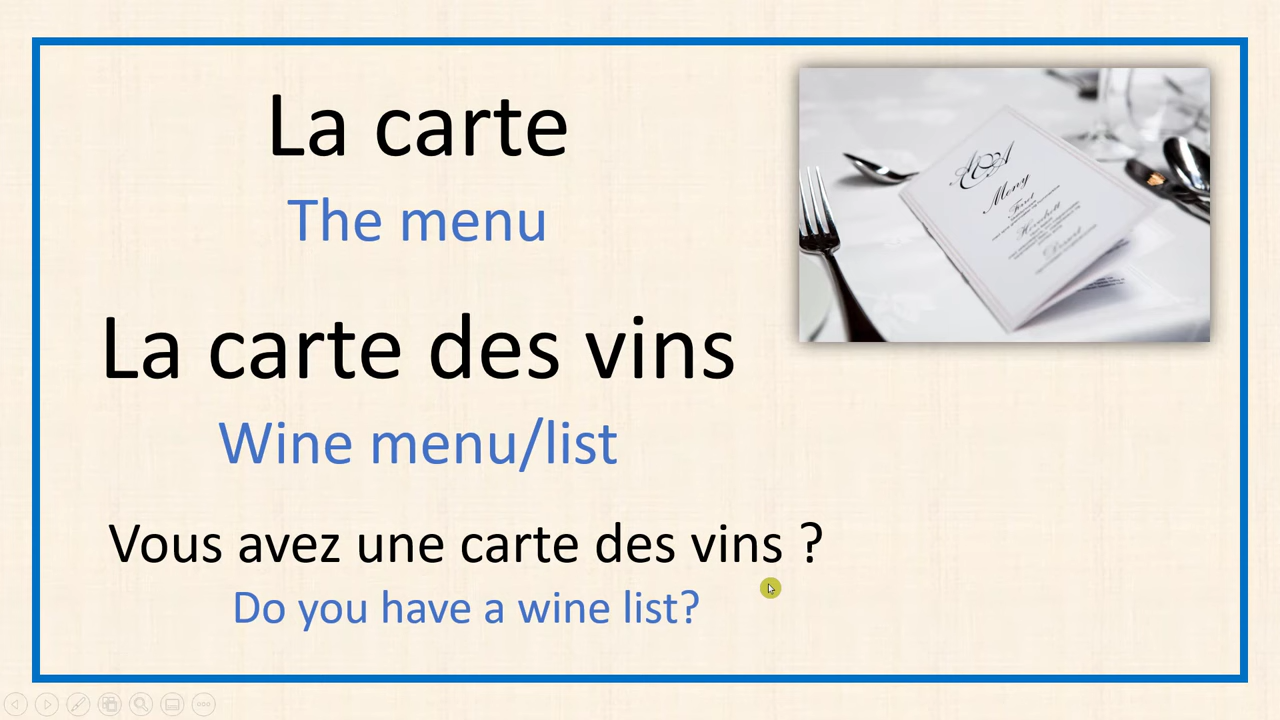 La carte
The menu
La carte des vins
Wine menu/list
Vous avez une carte des vins ?
Do you have a wine list?
A&A
Meny